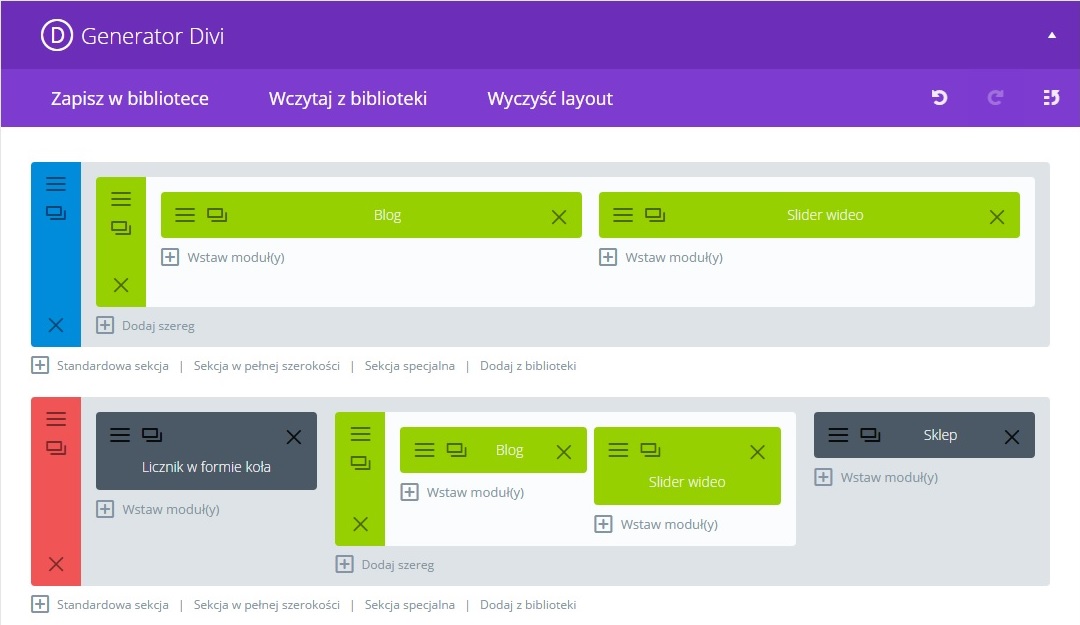 D Generator Divi
Zapisz w bibliotece Wczytaj z biblioteki Wyczyść layout
Blog Slider wideo
Wstaw moduł(y) Wstaw moduł(y)
Dodaj szereg
Standardowa sekcja | Sekcja w pełnej szerokości | Sekcja specjalna | Dodaj z biblioteki
Blog Sklep
Licznik w formie koła Slider wideo
Wstaw moduł(y) Wstaw moduł(y) Wstaw moduł(y)
Wstaw moduł(y)
Dodaj szereg
Standardowa sekcja | Sekcja w pełnej szerokości | Sekcja specjalna | Dodaj z biblioteki